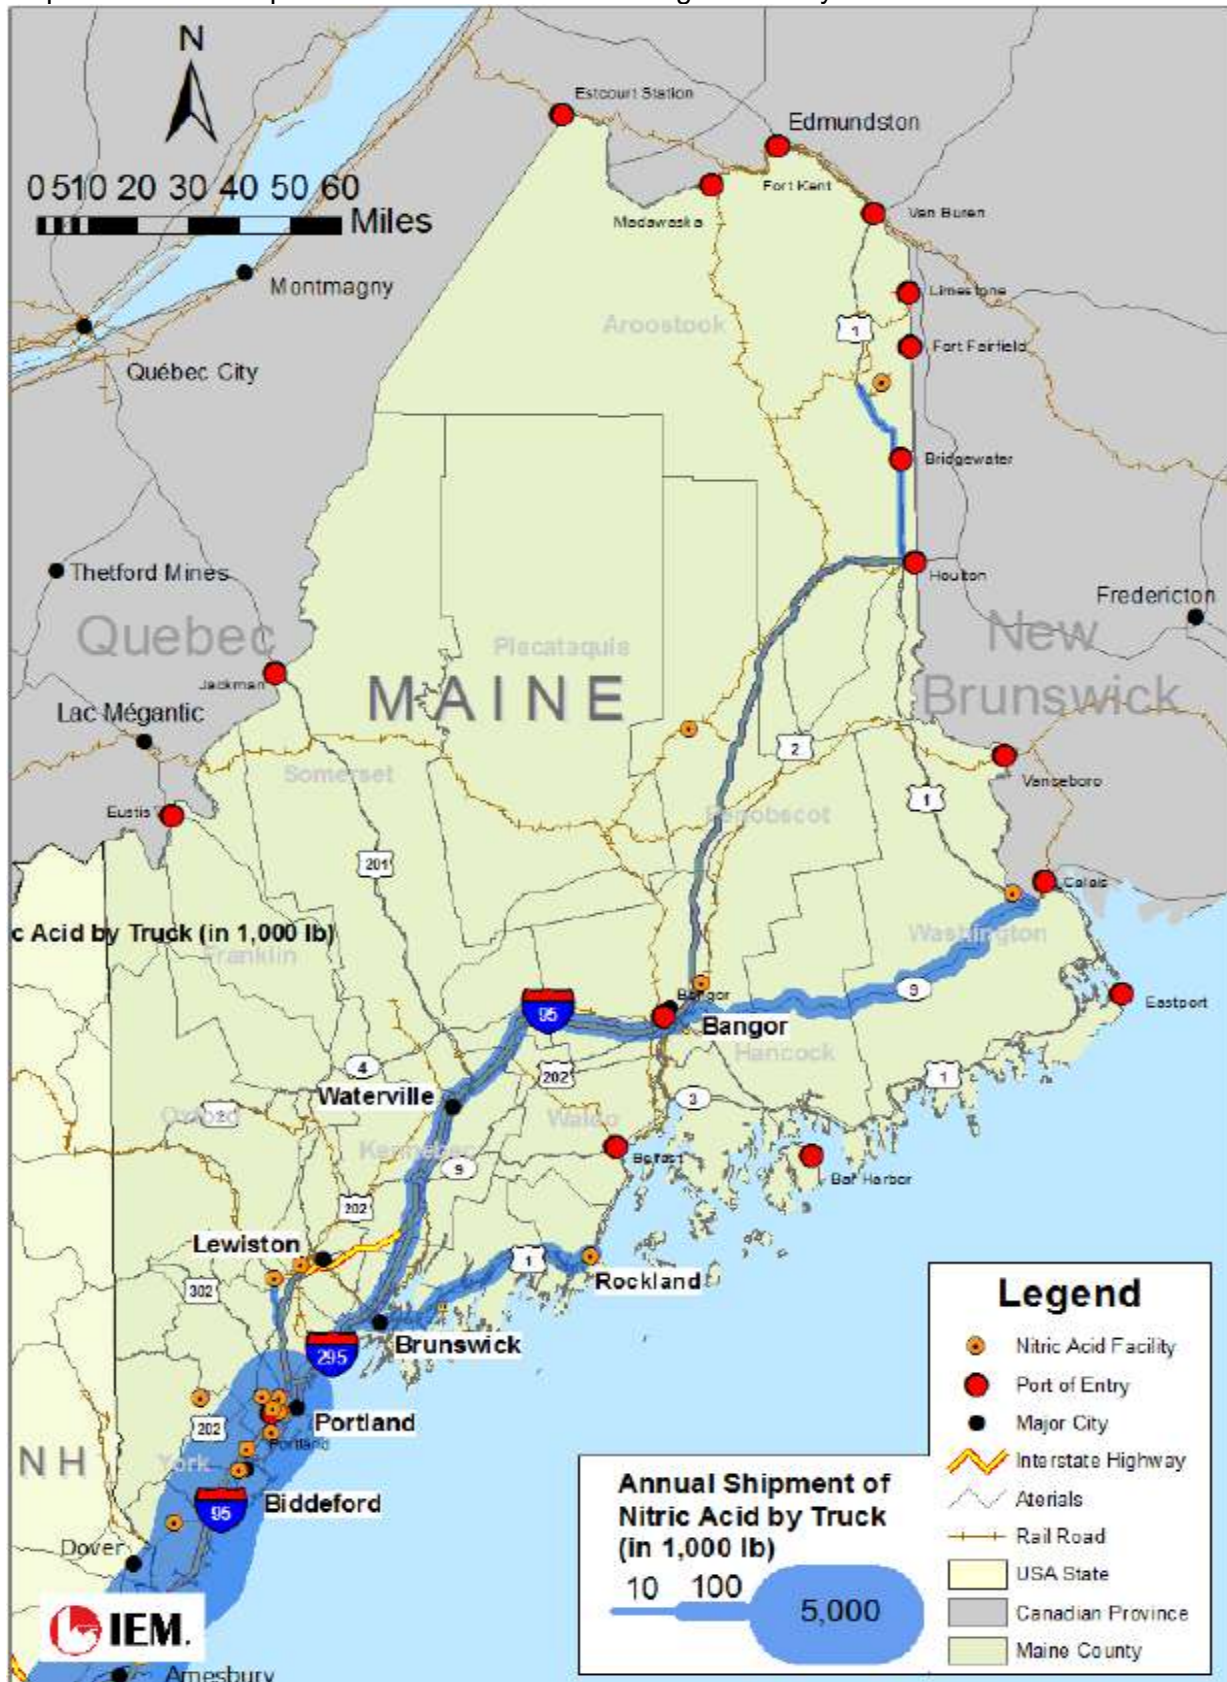 N
Estcourt Station
Edmundston
0 510 20 30 40 50 60
Miles
Fort Kent
Madawaska
Van Buren
Montmagny
Limestone
Aroostook
1
Fort Fairfield
Québec City
Bridgewater
Thetford Mines
Houlton
Fredericton
Quebec
New
Brunswick
Piscataquis
Jackman
MAINE
Lac Mégantic
2
Somerset
Vanceboro
1
Eustis
Penobscot
201
Calais
c Acid by Truck (in 1,000 lb)
Franklin
Washington
9
Bangor
Eastport
95
Bangor
Hancock
4
202
1
Waterville
3
Oxford
2
Waldo
Kennebec
9
Belfast
Bar Harbor
202
Lewiston
1
Rockland
302
Brunswick
295
Portland
202
Portland
NH
York
95
Biddeford
Dover
IEM.
Amesbury
Legend
Nitric Acid Facility
Port of Entry
Major City
Interstate Highway
Aterials
Rail Road
USA State
Canadian Province
Maine County
Annual Shipment of
Nitric Acid by Truck
(in 1,000 lb)
10 100
5,000